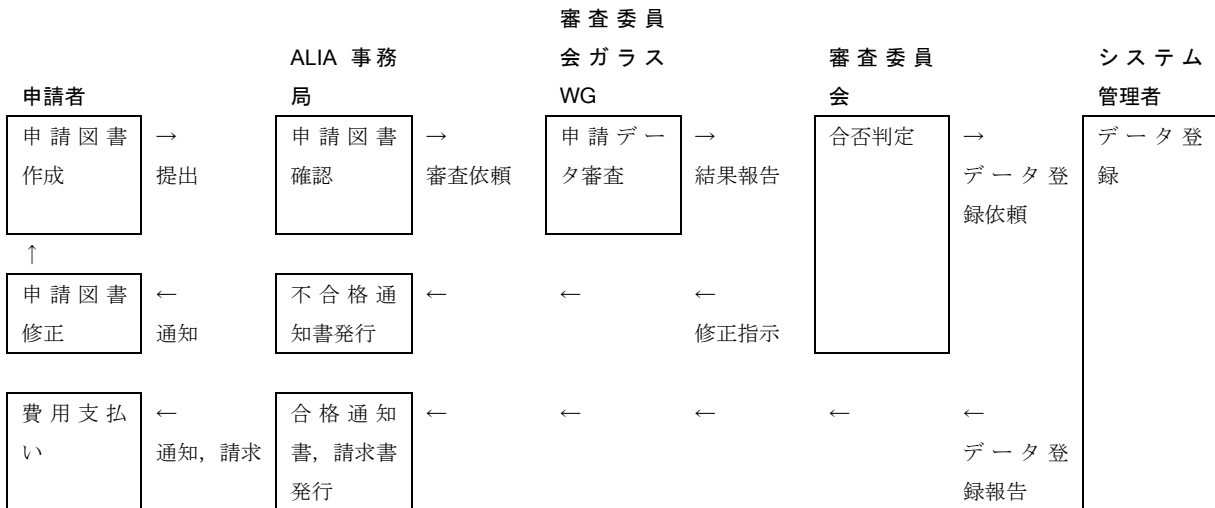 審査委員
ALIA 事務 会ガラス 審査委員 システム
申請者 局 WG 会 管理者
申請図書 → 申請図書 → 申請デー → 合否判定 → データ登
作成 提出 確認 審査依頼 タ審査 結果報告 データ登 録
録依頼
↑
申請図書 ← 不合格通 ← ← ←
修正 通知 知書発行 修正指示
費用支払 ← 合格通知 ← ← ← ← ←
い 通知，請求 書，請求書 データ登
発行 録報告